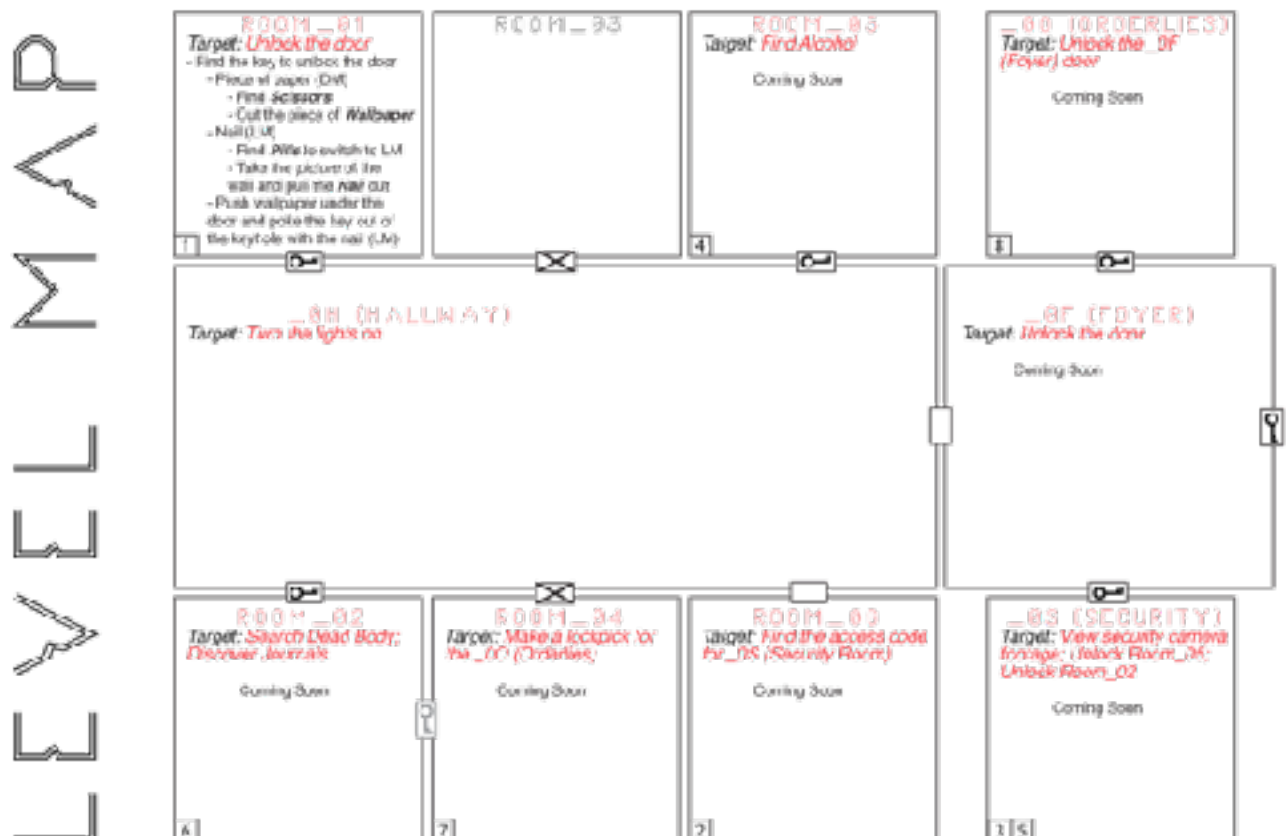 LEVEL MAP
ROOM_01
Target: Unlock the door
- Find the key to unlock the door
- Piece of paper (DM)
- Find Scissors
- Cut the piece of Wallpaper
- Nail (LM)
- Find Pills to switch to LM
- Take the picture of the
wall and pull the Nail out
- Push wallpaper under the
door and poke the key out of
the keyhole with the nail (LM)
1
ROOM_03
Target: Find Alcohol
Coming Soon
4
(ORDERLIES)
Target: Unlock the _0F
(Foyer) door
Coming Soon
8
_0H (HALLWAY)
Target: Turn the lights on
_0F (FOYER)
Target: Unlock the door
Coming Soon
ROOM_02
Target: Search Dead Body;
Discover Journals
Coming Soon
6
ROOM_04
Target: Make a lockpick for
the _0O (Orderlies)
Coming Soon
7
Target: Find the access code
for _0S (Security Room)
Coming Soon
2
_0S (SECURITY)
Target: View security camera
footage; Unlock
Unlock Room_02
Coming Soon
3 5